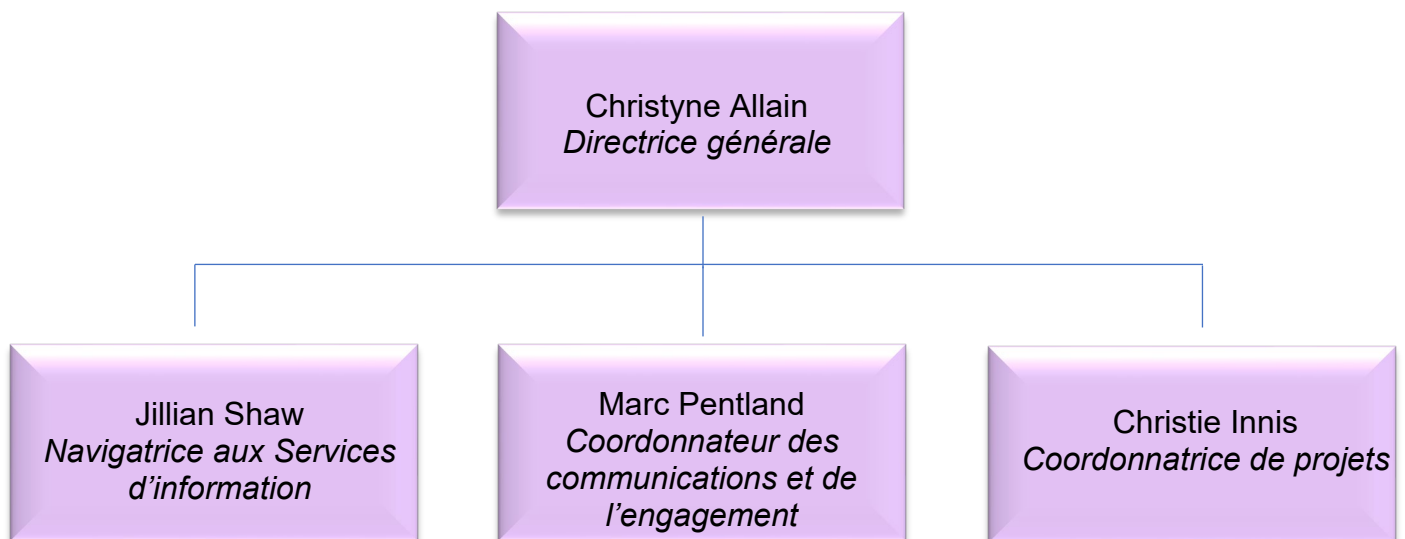 Christyne Allain
Directrice générale
Jillian Shaw
Navigatrice aux Services
d’information
Marc Pentland
Coordonnateur des
communications et de
l’engagement
Christie Innis
Coordonnatrice de projets